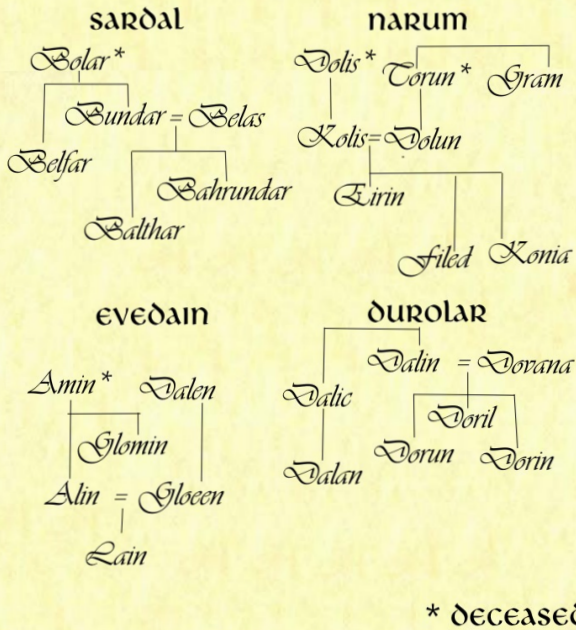 SARDAL
Bolar *
Bundar = Belas
Belfar
Bahrundar
Balthar
NARUM
Dolis * Torun * Gram
Kolis = Dolun
Eirin
Filed Konia
EVEDAIN
Amin * Dalen
Glomin
Alin = Gloeen
Lain
DUROLAR
Dalin = Dovana
Dalic
Doril
Dorun Dorin
Dalan
* DECEASED